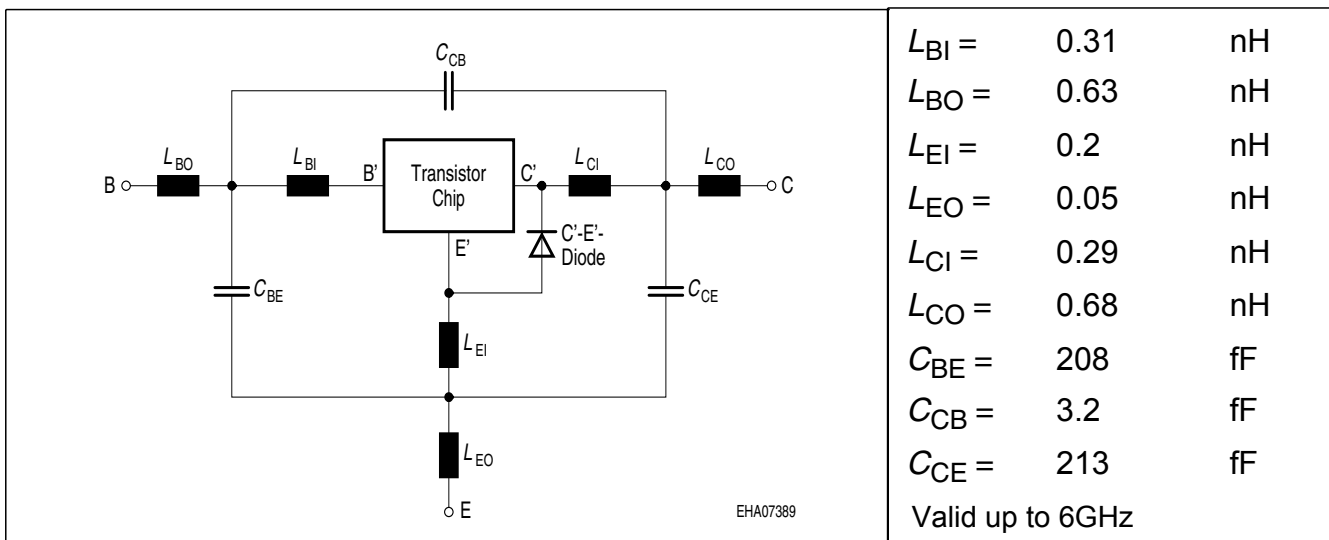 C_CB
L_BO
L_BI
B'
Transistor
Chip
C'
L_CI
L_CO
B
C
E'
C'-E'-
Diode
C_BE
C_CE
L_EI
L_EO
E
EHA07389
L_BI = 0.31 nH
L_BO = 0.63 nH
L_EI = 0.2 nH
L_EO = 0.05 nH
L_CI = 0.29 nH
L_CO = 0.68 nH
C_BE = 208 fF
C_CB = 3.2 fF
C_CE = 213 fF
Valid up to 6GHz